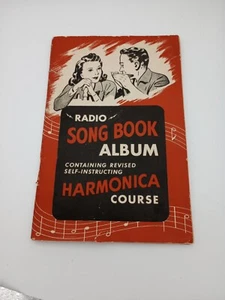 RADIO
SONG BOOK
ALBUM
CONTAINING REVISED
SELF-INSTRUCTING
HARMONICA
COURSE